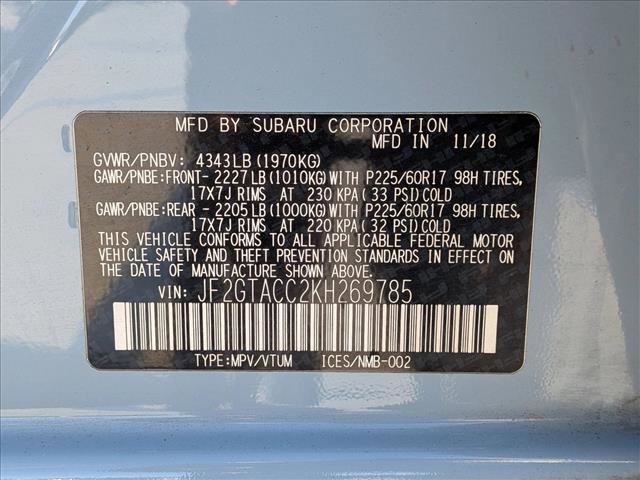 MFD BY SUBARU CORPORATION
MFD IN 11/18
GVWR/PNBV: 4343LB (1970KG)
GAWR/PNBE:FRONT- 2227LB (1010KG) WITH P225/60R17 98H TIRES,
17X7J RIMS AT 230 KPA (33 PSI) COLD
GAWR/PNBE:REAR - 2205LB (1000KG) WITH P225/60R17 98H TIRES,
17X7J RIMS AT 220 KPA (32 PSI) COLD
THIS VEHICLE CONFORMS TO ALL APPLICABLE FEDERAL MOTOR
VEHICLE SAFETY AND THEFT PREVENTION STANDARDS IN EFFECT
ON THE DATE OF MANUFACTURE SHOWN ABOVE.
VIN: JF2GTACC2KH269785
TYPE:MPV/VTUM ICES/NMB-002